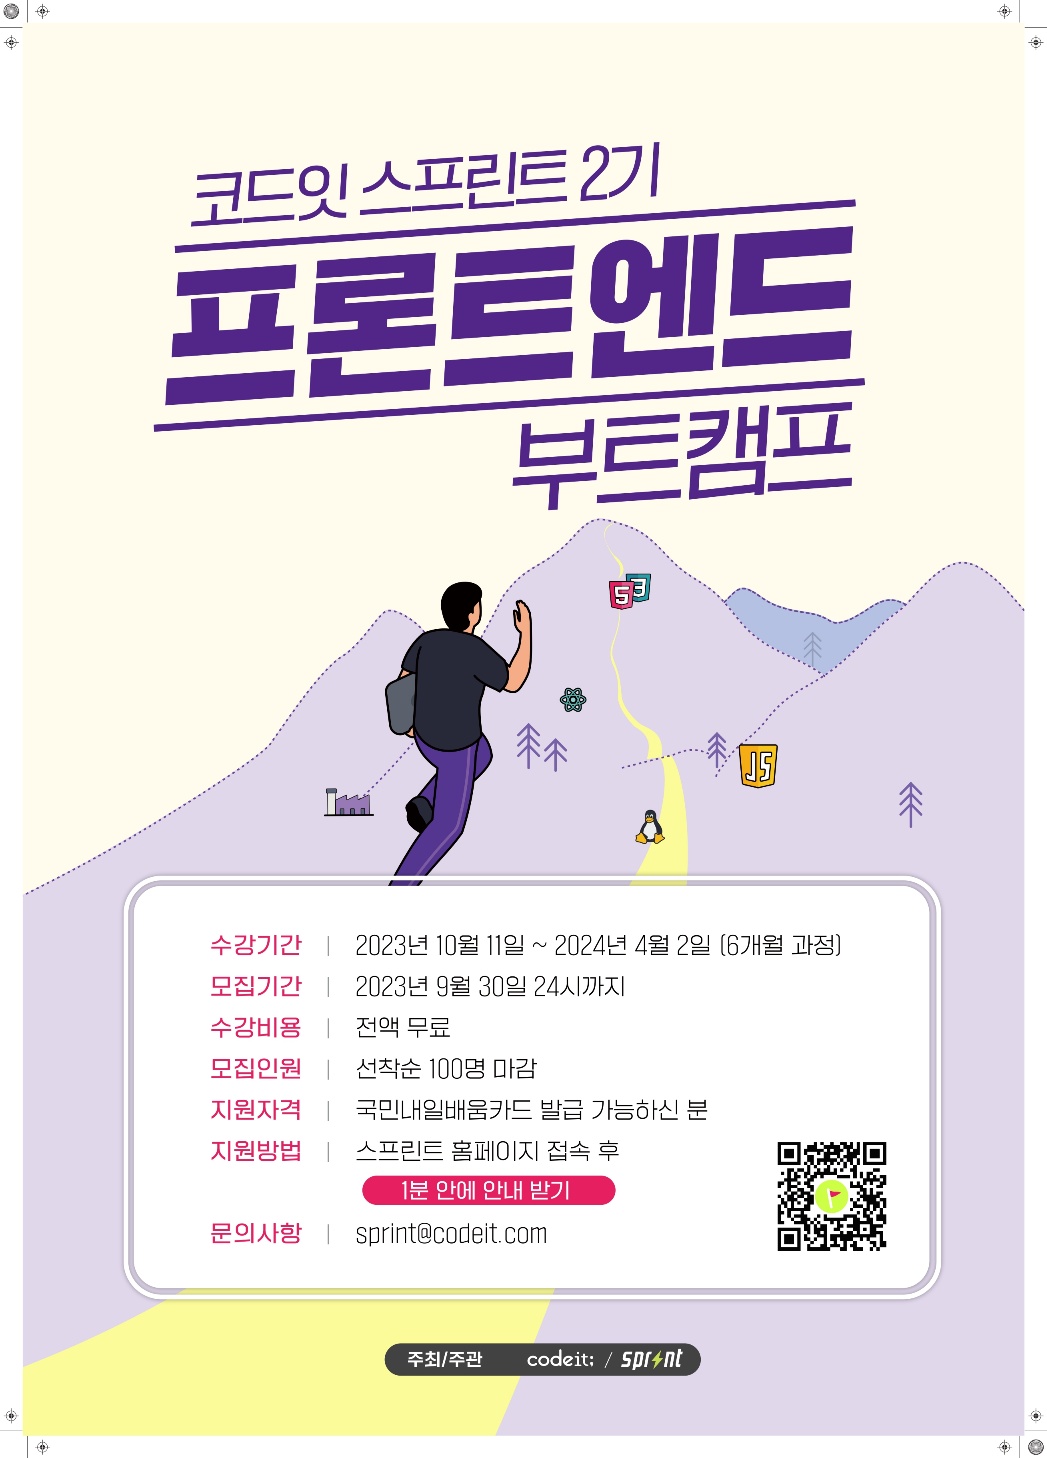 코드잇 스프린트 2기
프론트엔드
부트캠프
5 3
JS
수강기간 | 2023년 10월 11일 ~ 2024년 4월 2일 (6개월 과정)
모집기간 | 2023년 9월 30일 24시까지
수강비용 | 전액 무료
모집인원 | 선착순 100명 마감
지원자격 | 국민내일배움카드 발급 가능하신 분
지원방법 | 스프린트 홈페이지 접속 후
1분 안에 안내 받기
문의사항 | sprint@codeit.com
주최/주관 codeit; / sprint